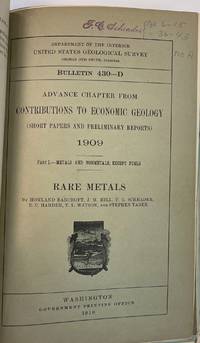 F. C. Schrader
DEPARTMENT OF THE INTERIOR
UNITED STATES GEOLOGICAL SURVEY
GEORGE OTIS SMITH, DIRECTOR
BULLETIN 430—D
ADVANCE CHAPTER FROM
CONTRIBUTIONS TO ECONOMIC GEOLOGY
(SHORT PAPERS AND PRELIMINARY REPORTS)
1909
PART I.—METALS AND NONMETALS, EXCEPT FUELS
RARE METALS
BY HOWLAND BANCROFT, J. M. HILL, F. C. SCHRADER,
E. C. HARDER, T. L. WATSON, AND STEPHEN TABER
WASHINGTON
GOVERNMENT PRINTING OFFICE
1910